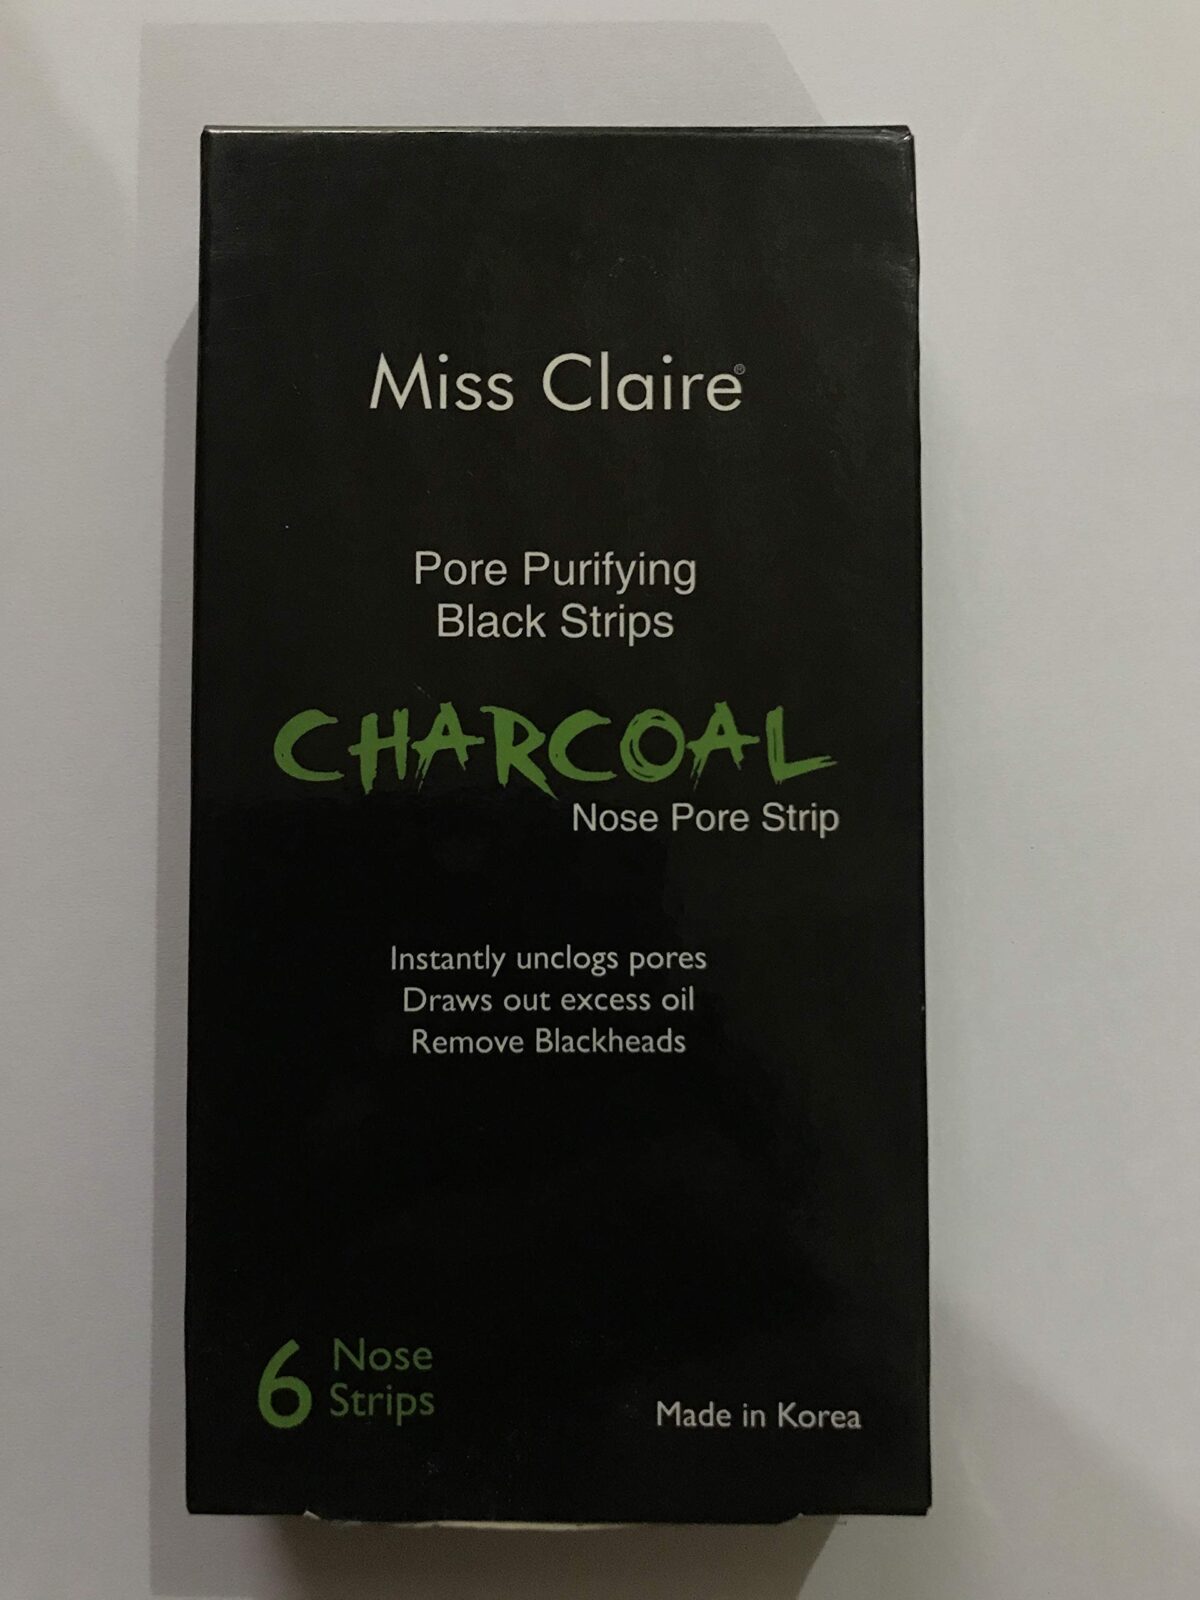 Miss Claire®
Pore Purifying
Black Strips
CHARCOAL
Nose Pore Strip
Instantly unclogs pores
Draws out excess oil
Remove Blackheads
6 Nose
Strips
Made in Korea